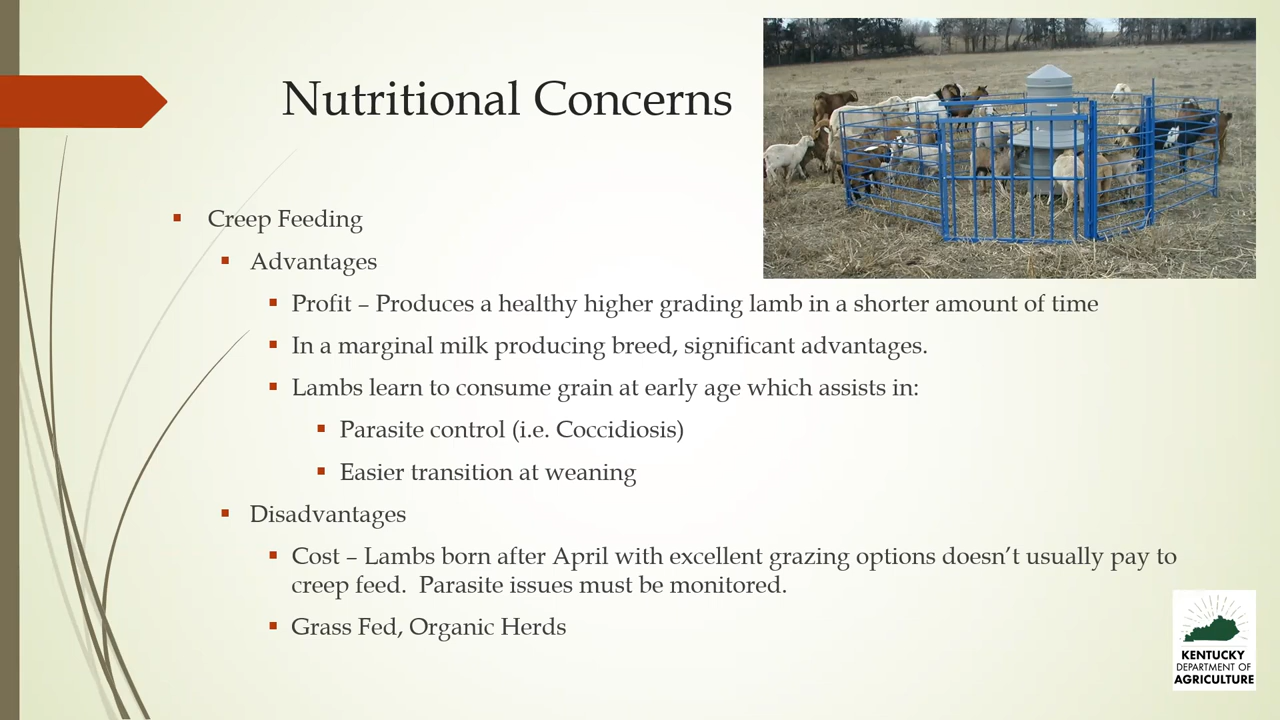 Nutritional Concerns
Creep Feeding
Advantages
Profit – Produces a healthy higher grading lamb in a shorter amount of time
In a marginal milk producing breed, significant advantages.
Lambs learn to consume grain at early age which assists in:
Parasite control (i.e. Coccidiosis)
Easier transition at weaning
Disadvantages
Cost – Lambs born after April with excellent grazing options doesn’t usually pay to
creep feed.  Parasite issues must be monitored.
Grass Fed, Organic Herds
KENTUCKY
DEPARTMENT OF
AGRICULTURE